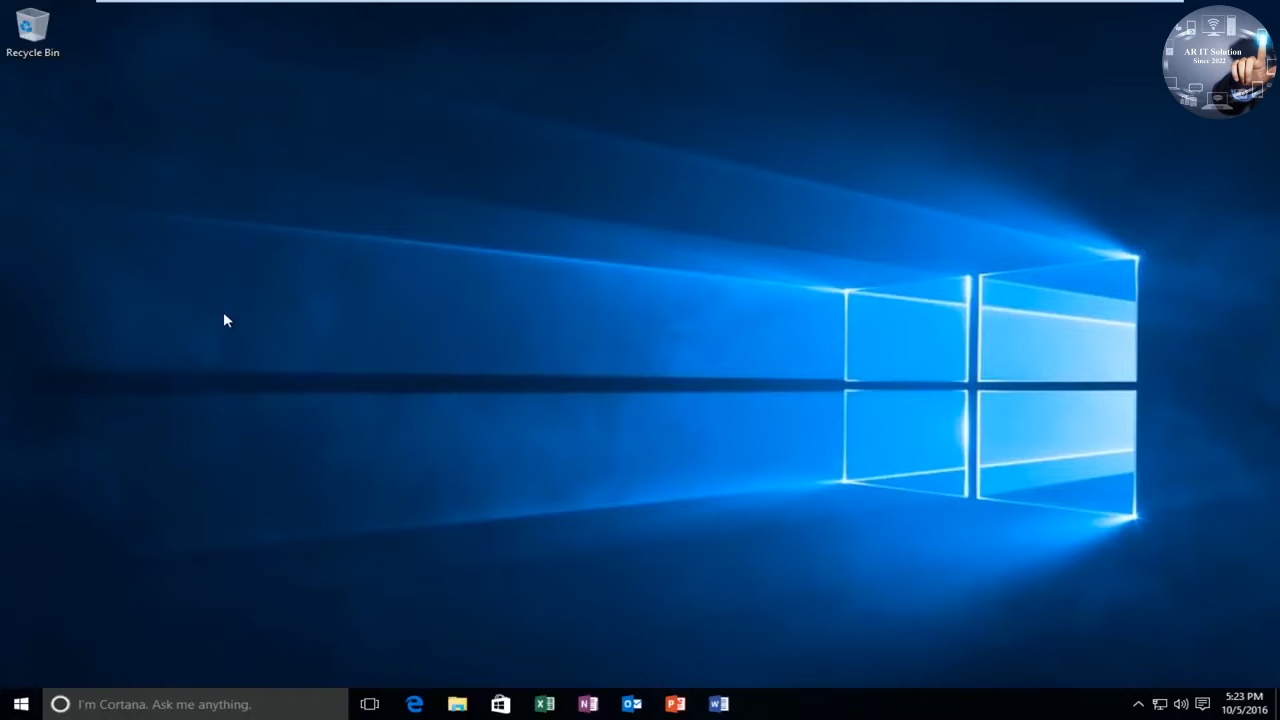 Recycle Bin
AR IT Solution
Since 2022
I'm Cortana. Ask me anything.
5:23 PM
10/5/2016